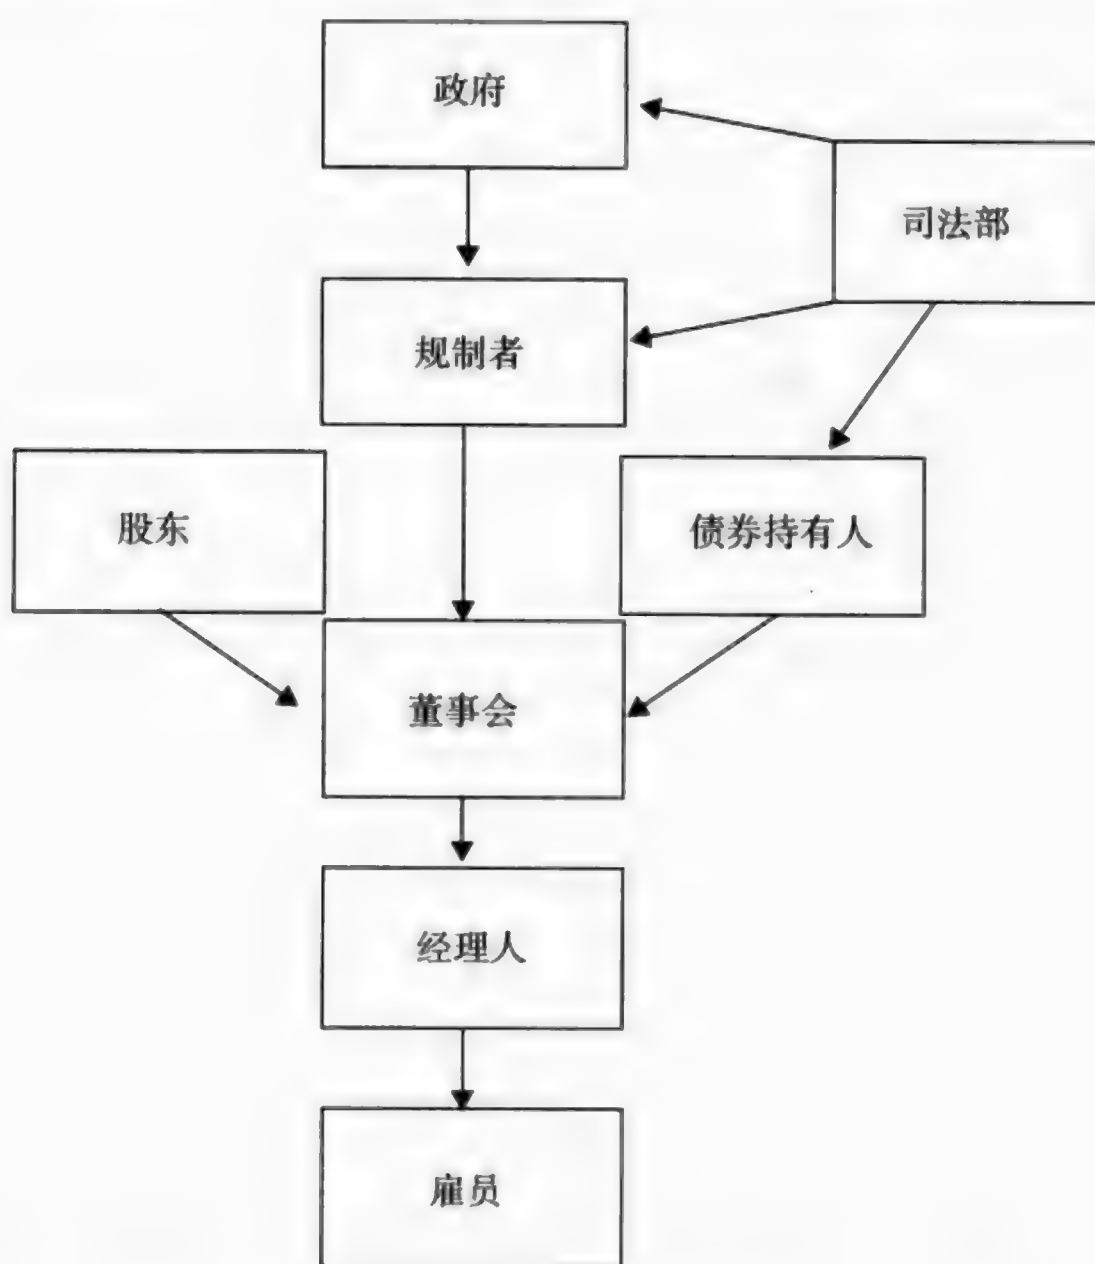 政府
司法部
规制者
股东
债券持有人
董事会
经理人
雇员